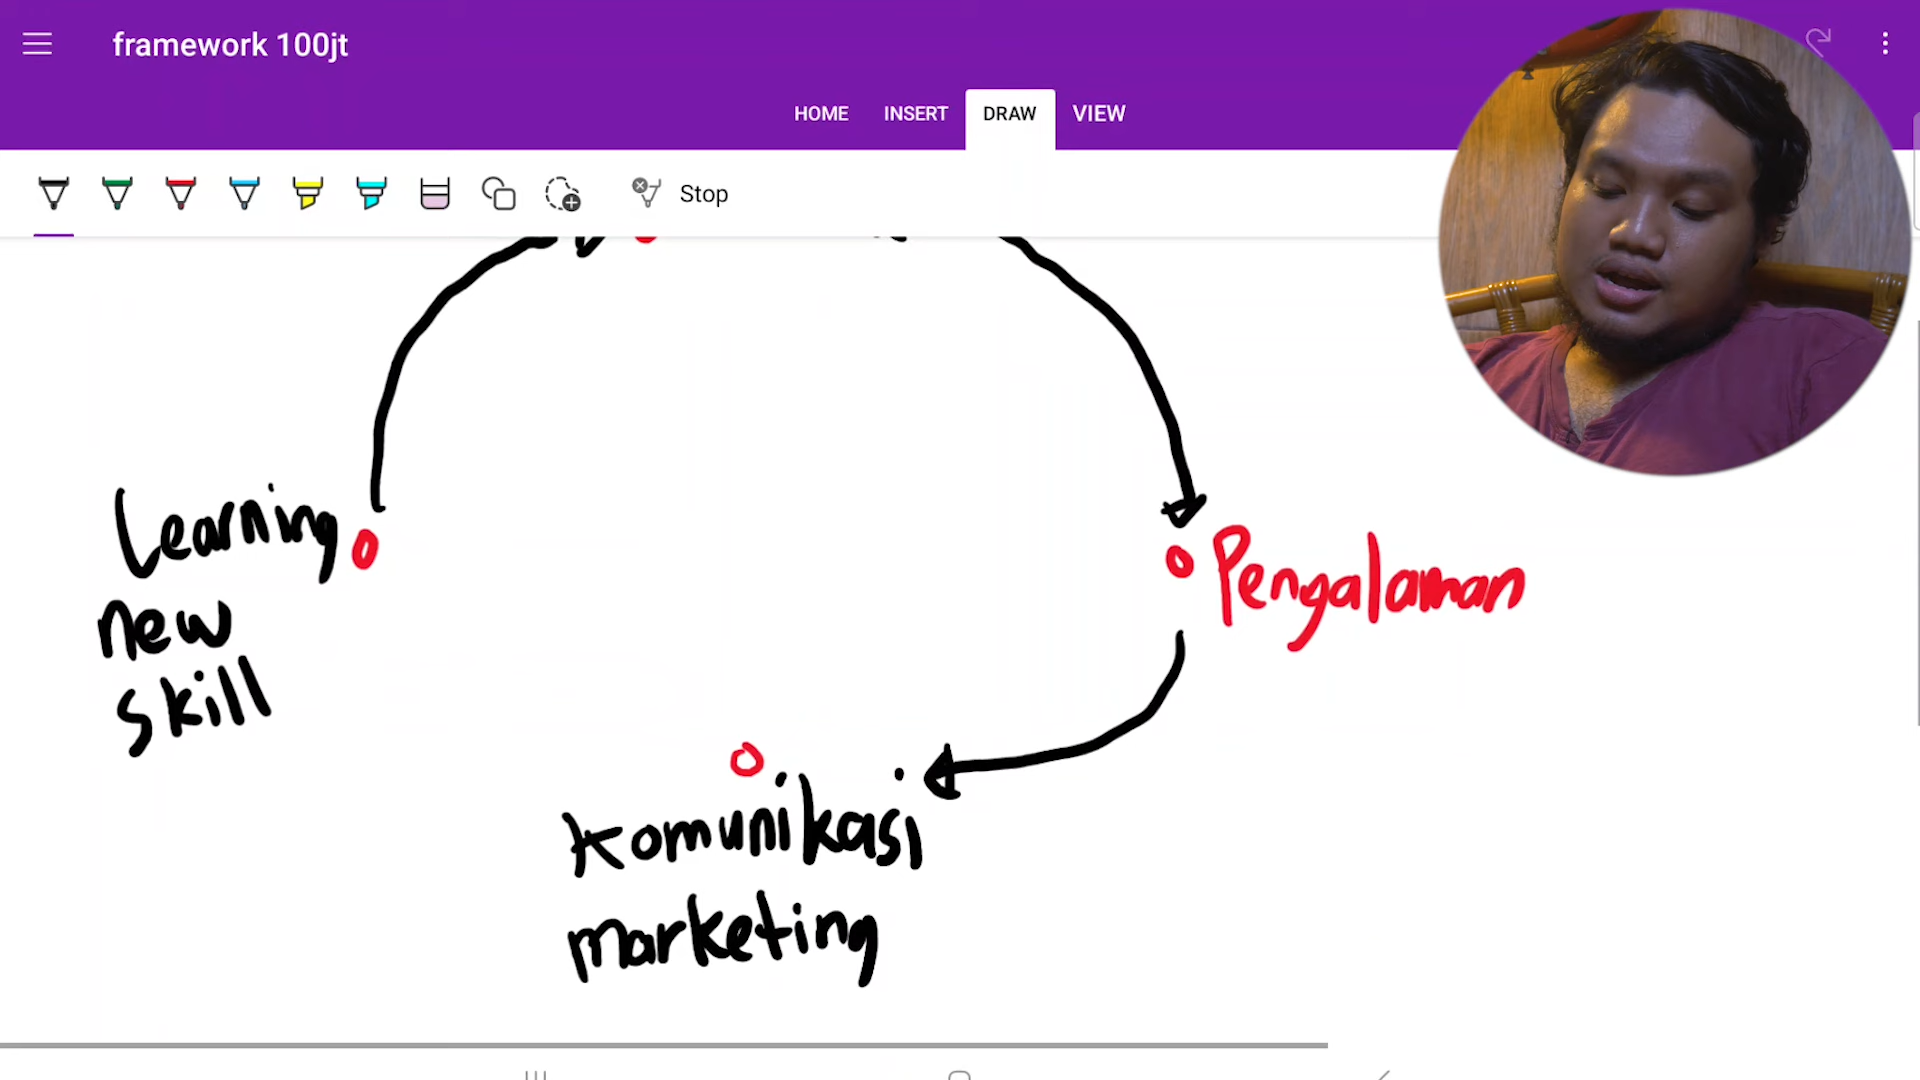 framework 100jt
HOME INSERT DRAW VIEW
Stop
Learning
new
skill
Pengalaman
Komunikasi
marketing